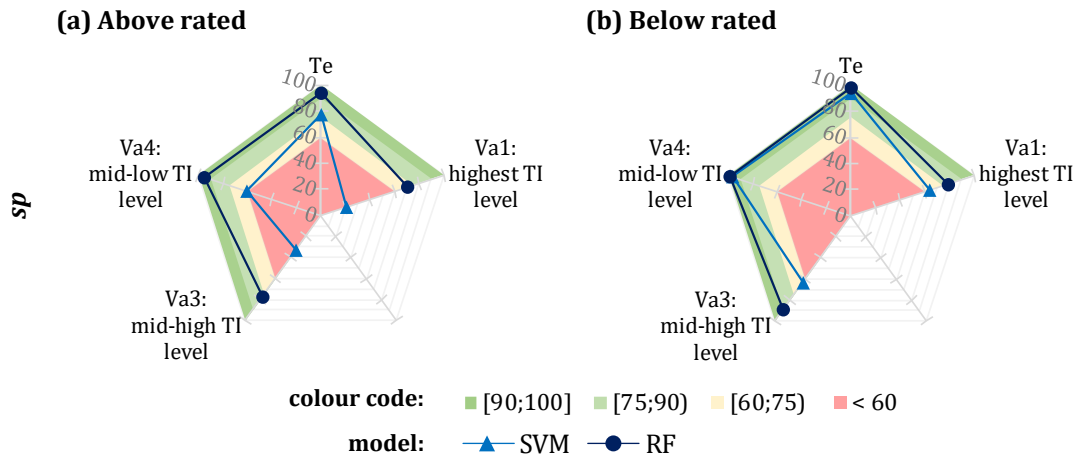 (a) Above rated
(b) Below rated
sp
Te
100
80
60
40
20
0
Va1:
highest TI
level
Va4:
mid-low TI
level
Va3:
mid-high TI
level
Te
100
80
60
40
20
0
Va1:
highest TI
level
Va4:
mid-low TI
level
Va3:
mid-high TI
level
colour code: [90;100] [75;90) [60;75) < 60
model: SVM RF